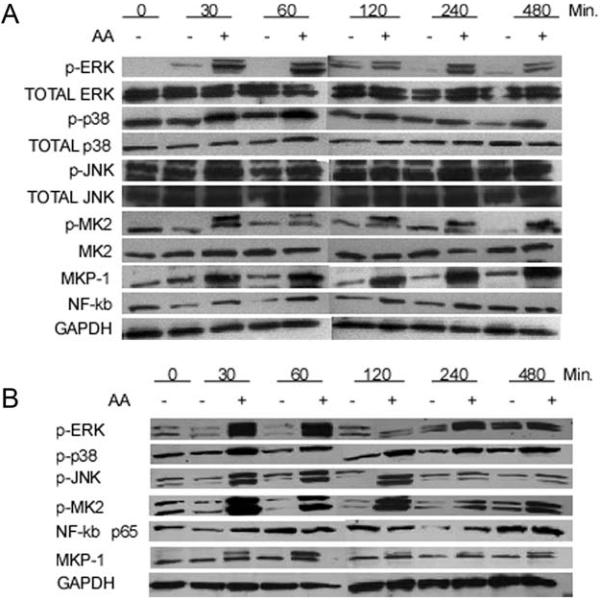 A
0 30 60 120 240 480 Min.
AA - - + - + - + - + - +
p-ERK
TOTAL ERK
p-p38
TOTAL p38
p-JNK
TOTAL JNK
p-MK2
MK2
MKP-1
NF-kb
GAPDH
B
0 30 60 120 240 480 Min.
AA - - + - + - + - + - +
p-ERK
p-p38
p-JNK
p-MK2
NF-kb p65
MKP-1
GAPDH